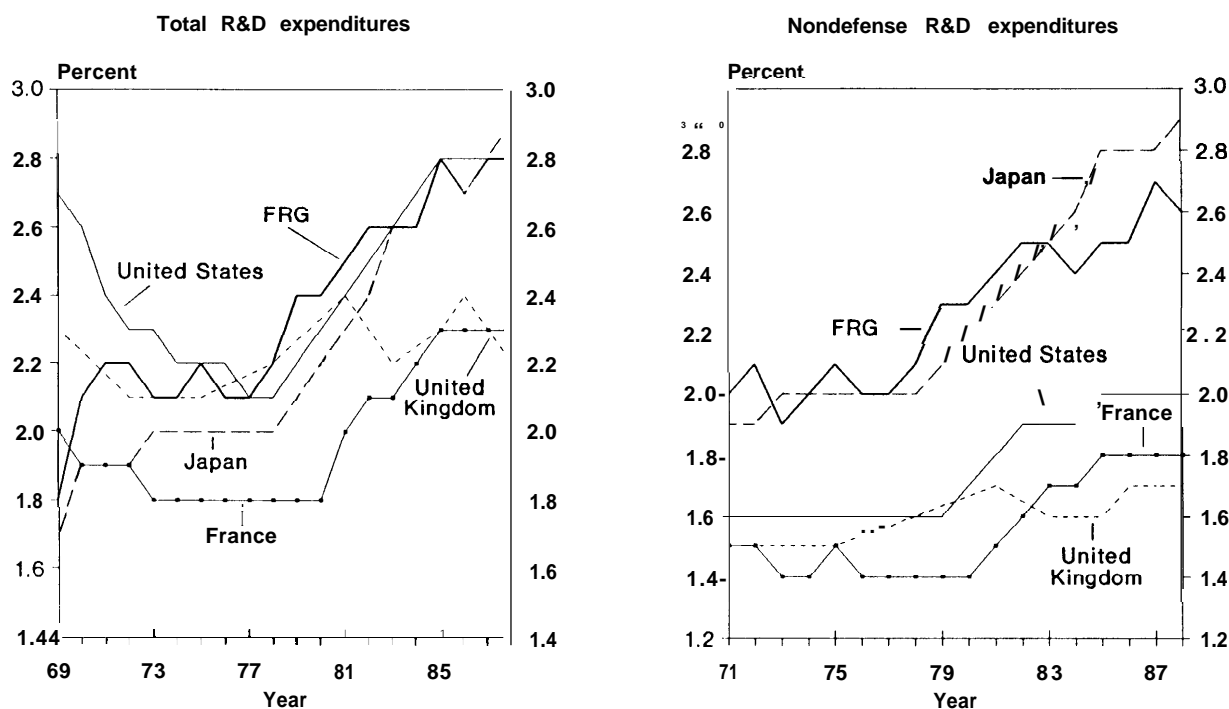 Total R&D expenditures
Percent
3.0
2.8
2.6
2.4
2.2
2.0
1.8
1.6
1.44
3.0
2.8
2.6
2.4
2.2
2.0
1.8
1.6
1.4
FRG
United States
United
Kingdom
Japan
France
69 73 77 81 85
Year
Nondefense R&D expenditures
Percent
3 “ 0
2.8
2.6
2.4
2.2
2.0-
1.8-
1.6
1.4-
1.2
3.0
2.8
2.6
2.4
2.2
2.0
1.8
1.6
1.4
1.2
Japan
FRG
United States
’France
United
Kingdom
71 75 79 83 87
Year